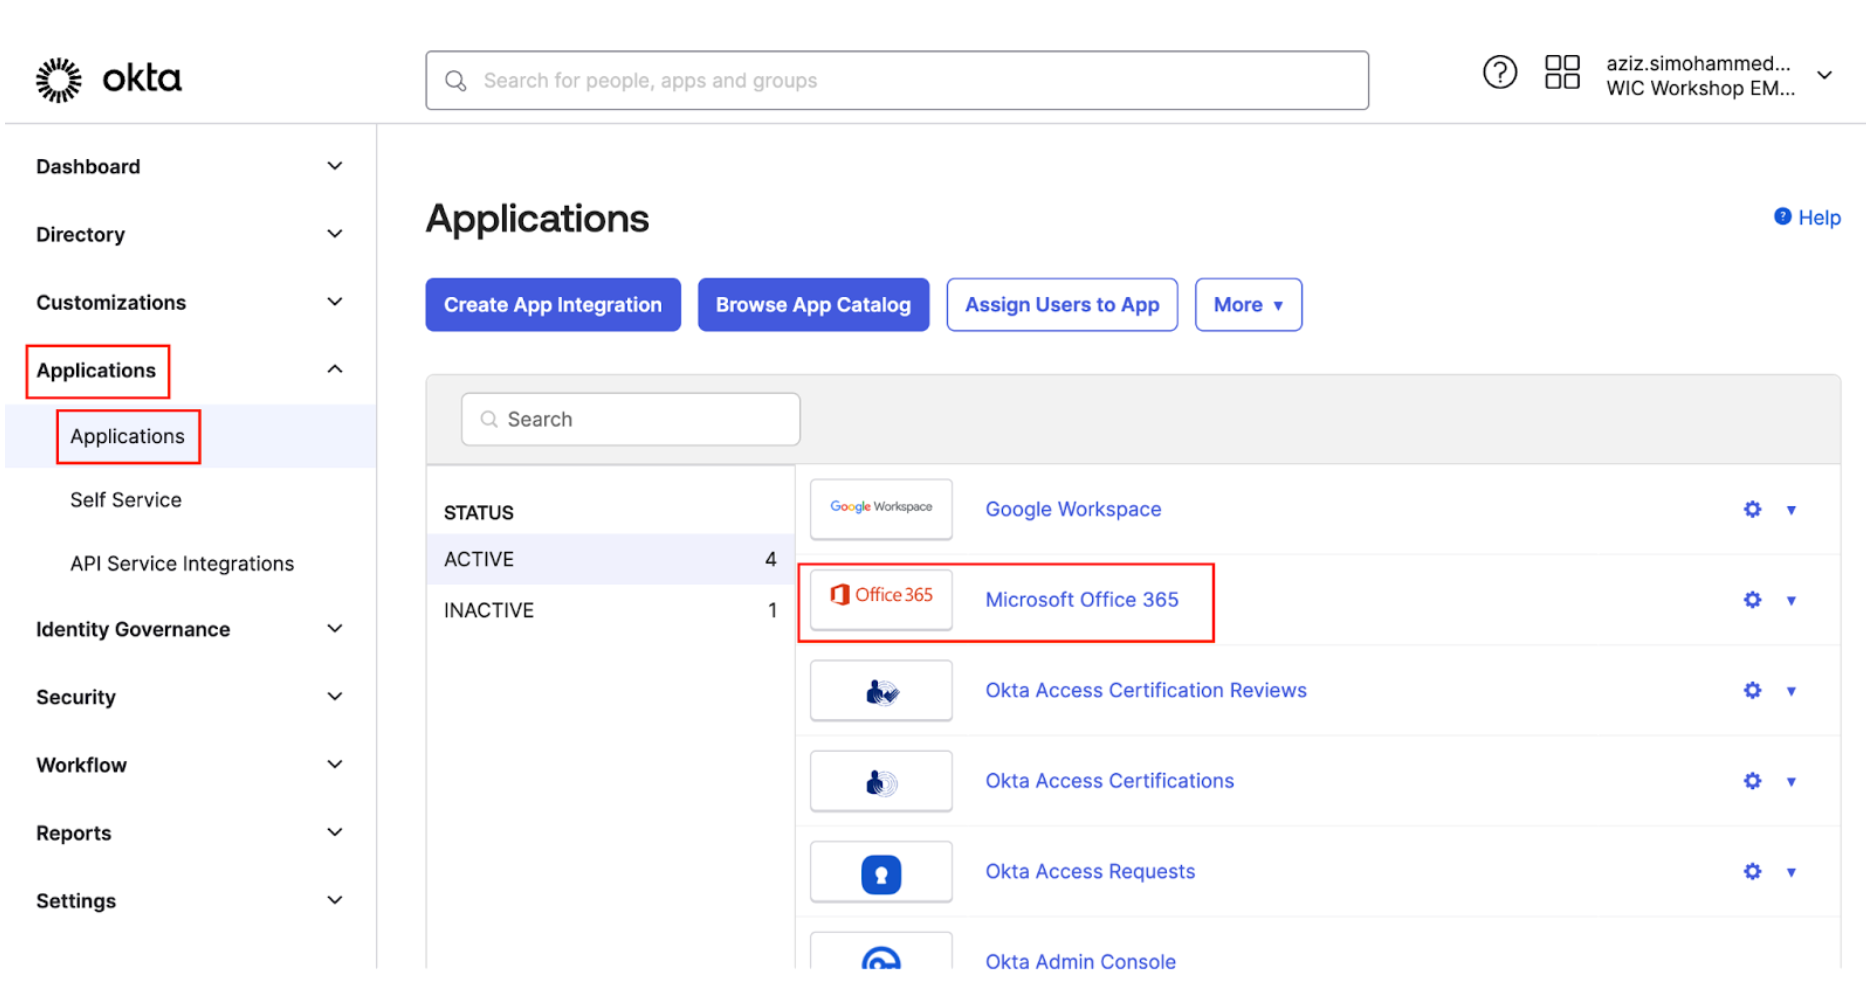 okta
Search for people, apps and groups
aziz.simohammed...
WIC Workshop EM...
Dashboard
Directory
Customizations
Applications
Applications
Self Service
API Service Integrations
Identity Governance
Security
Workflow
Reports
Settings
Applications
Help
Create App Integration
Browse App Catalog
Assign Users to App
More
Search
STATUS
ACTIVE 4
INACTIVE 1
Google Workspace Google Workspace
Office 365 Microsoft Office 365
Okta Access Certification Reviews
Okta Access Certifications
Okta Access Requests
Okta Admin Console